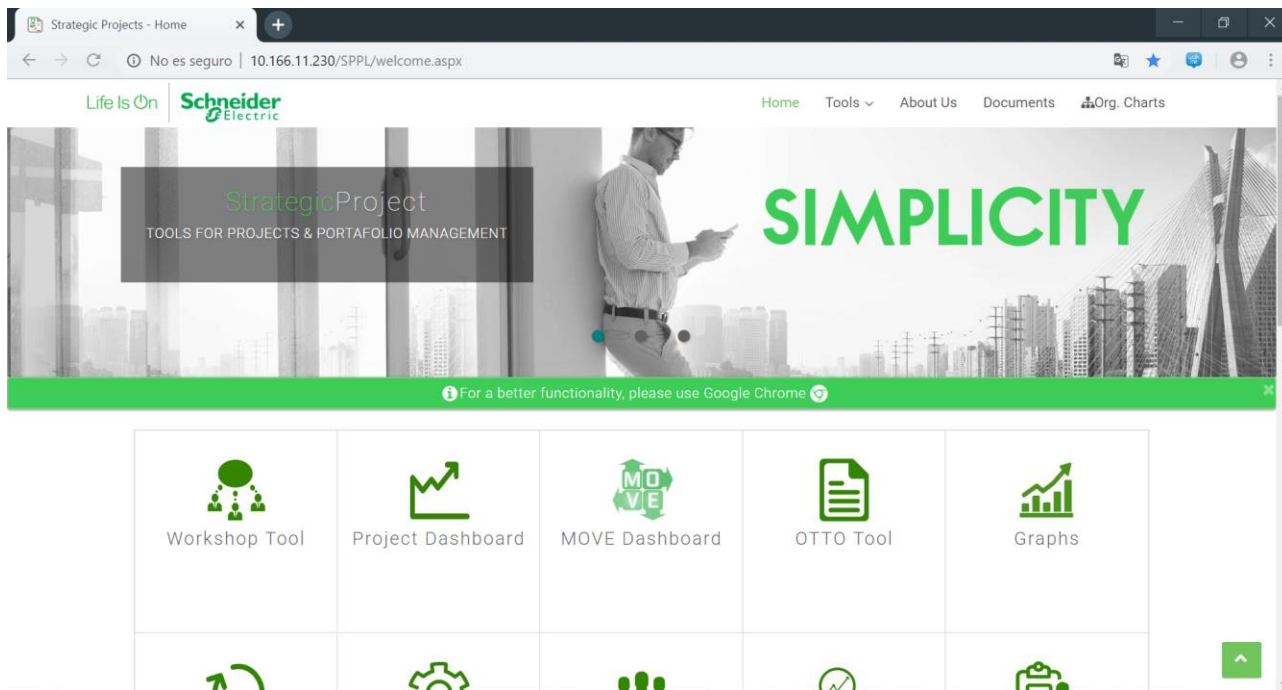 Strategic Projects - Home
No es seguro | 10.166.11.230/SPPL/welcome.aspx
Life Is On Schneider Electric
Home Tools About Us Documents Org. Charts
StrategicProject
TOOLS FOR PROJECTS & PORTAFOLIO MANAGEMENT
SIMPLICITY
For a better functionality, please use Google Chrome
Workshop Tool
Project Dashboard
MOVE
MOVE Dashboard
OTTO Tool
Graphs